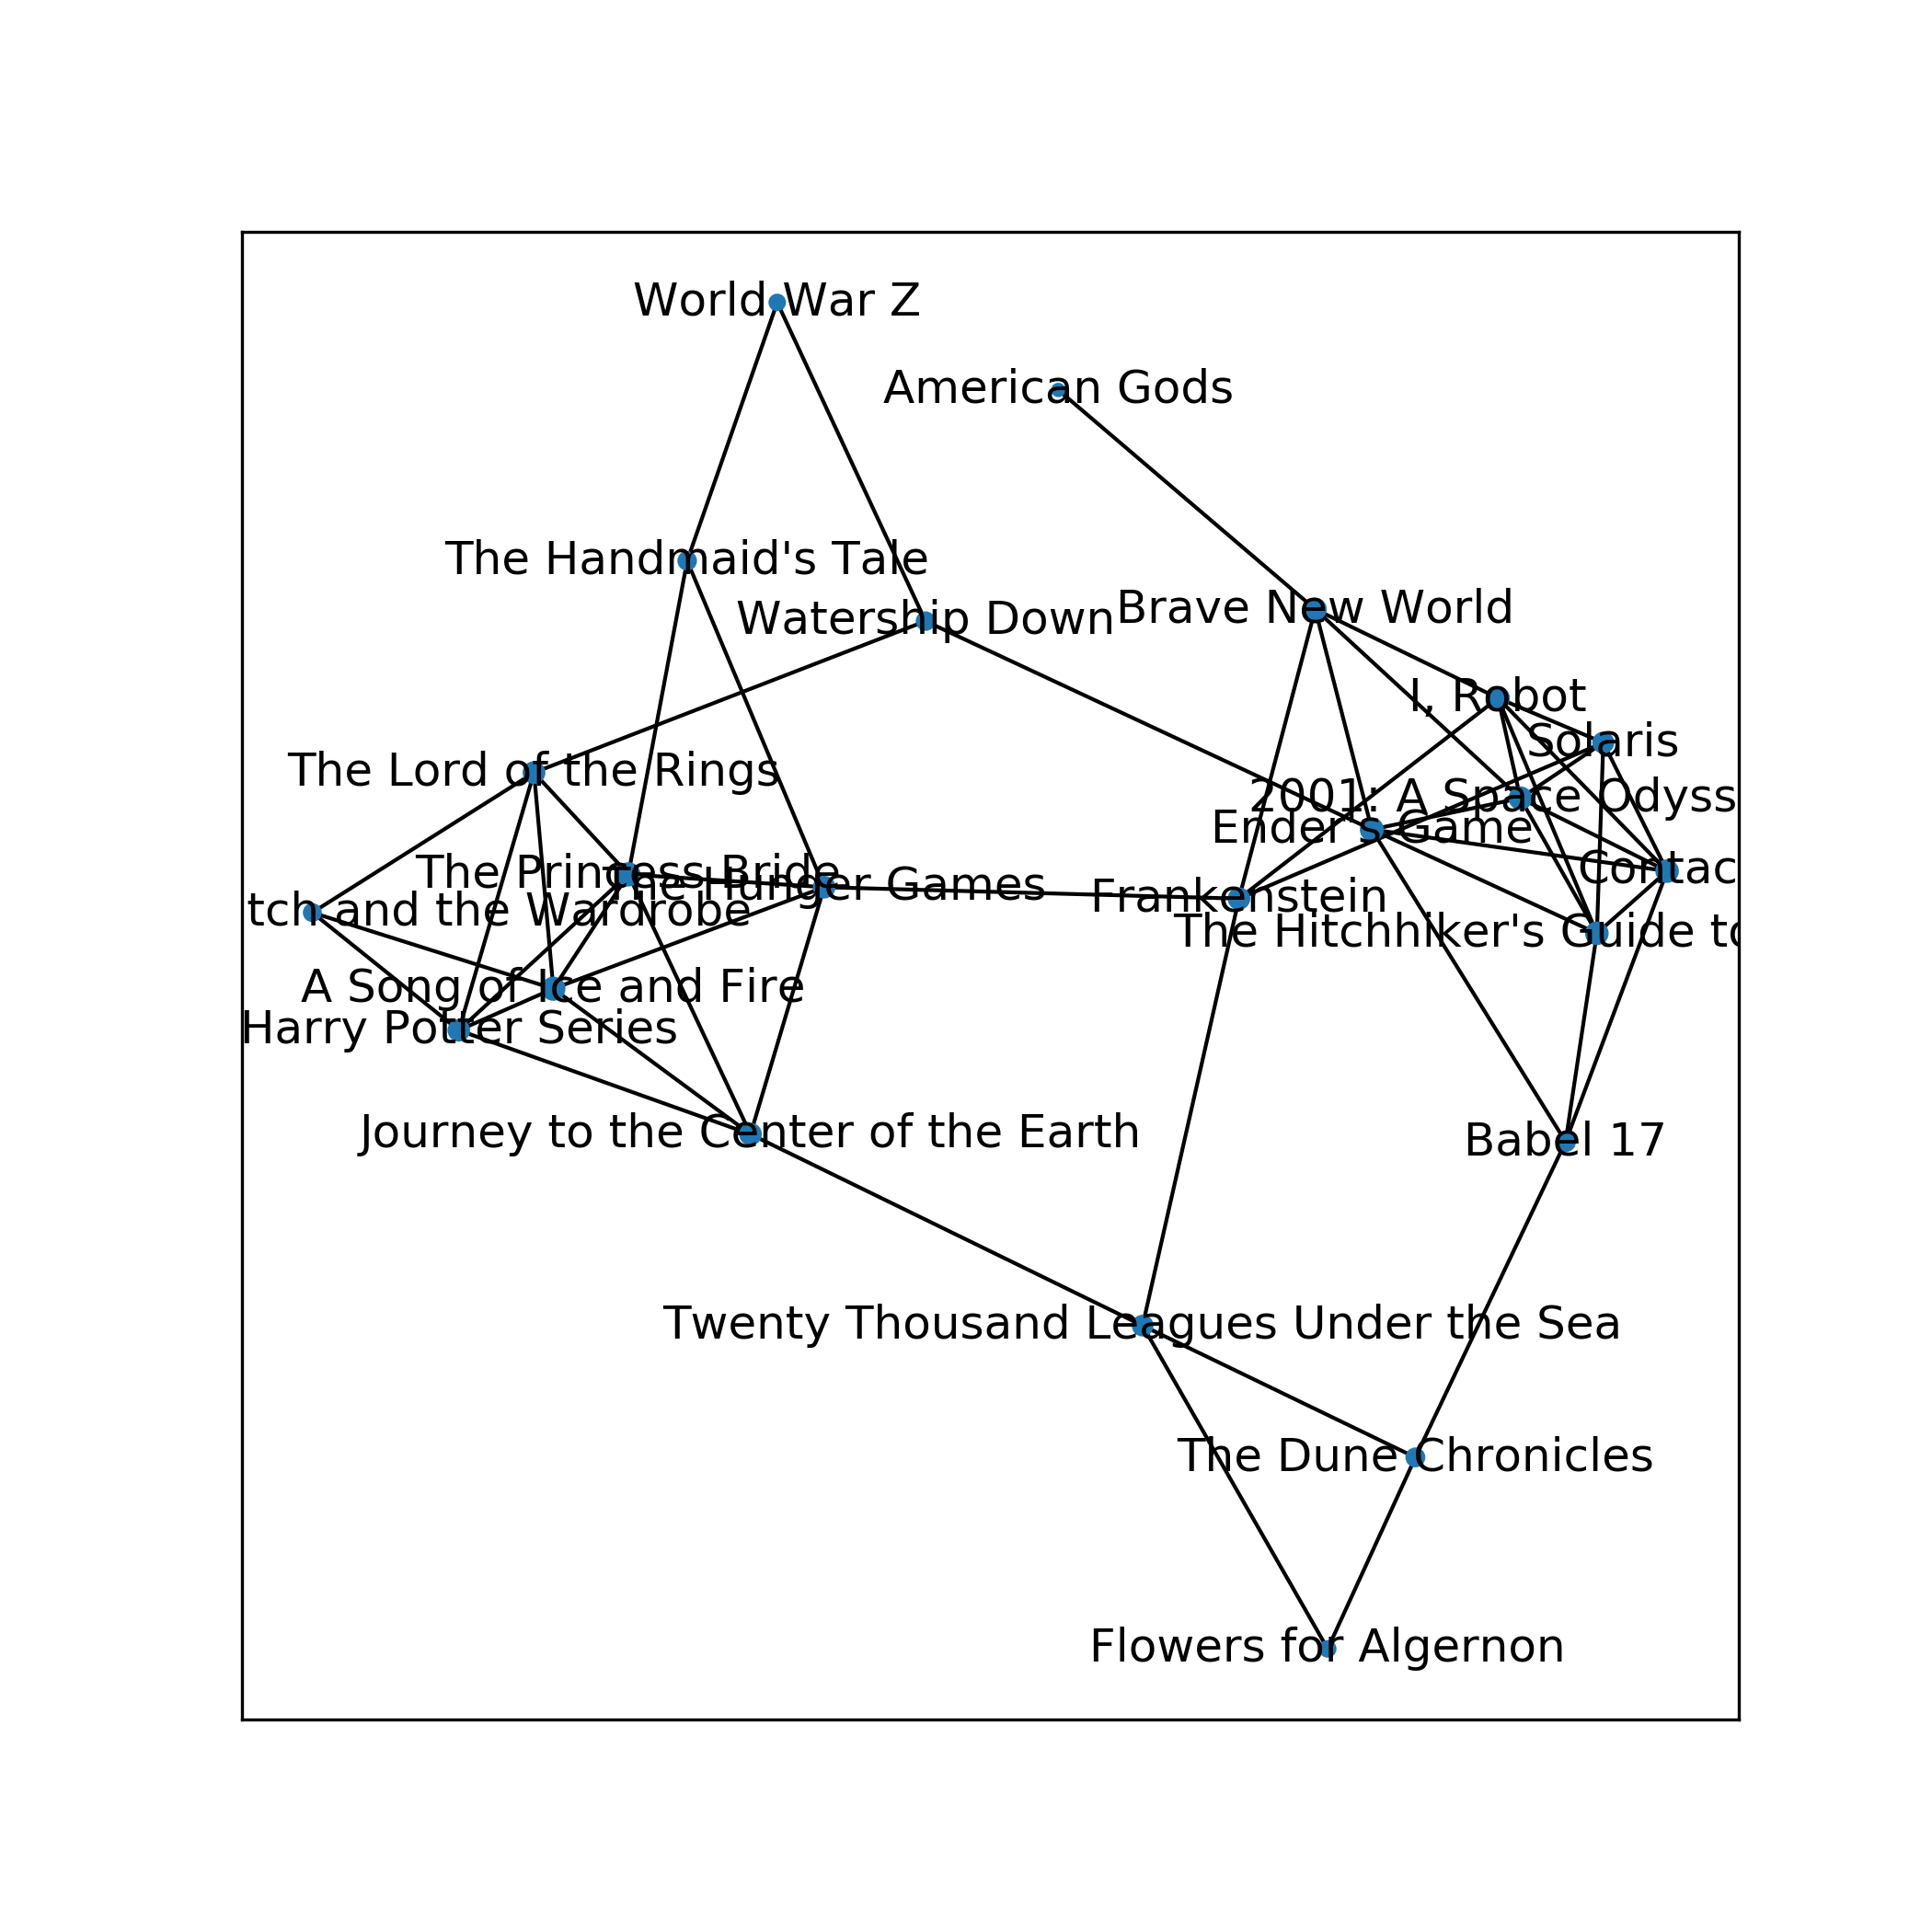 World War Z
American Gods
The Handmaid's Tale
Brave New World
Watership Down
I, Robot
Solaris
The Lord of the Rings
2001: A Space Odyss
Ender's Game
Contac
The Princess Bride
The Hunger Games
Frankenstein
tch and the Wardrobe
The Hitchhiker's Guide to
A Song of Ice and Fire
Harry Potter Series
Journey to the Center of the Earth
Babel 17
Twenty Thousand Leagues Under the Sea
The Dune Chronicles
Flowers for Algernon